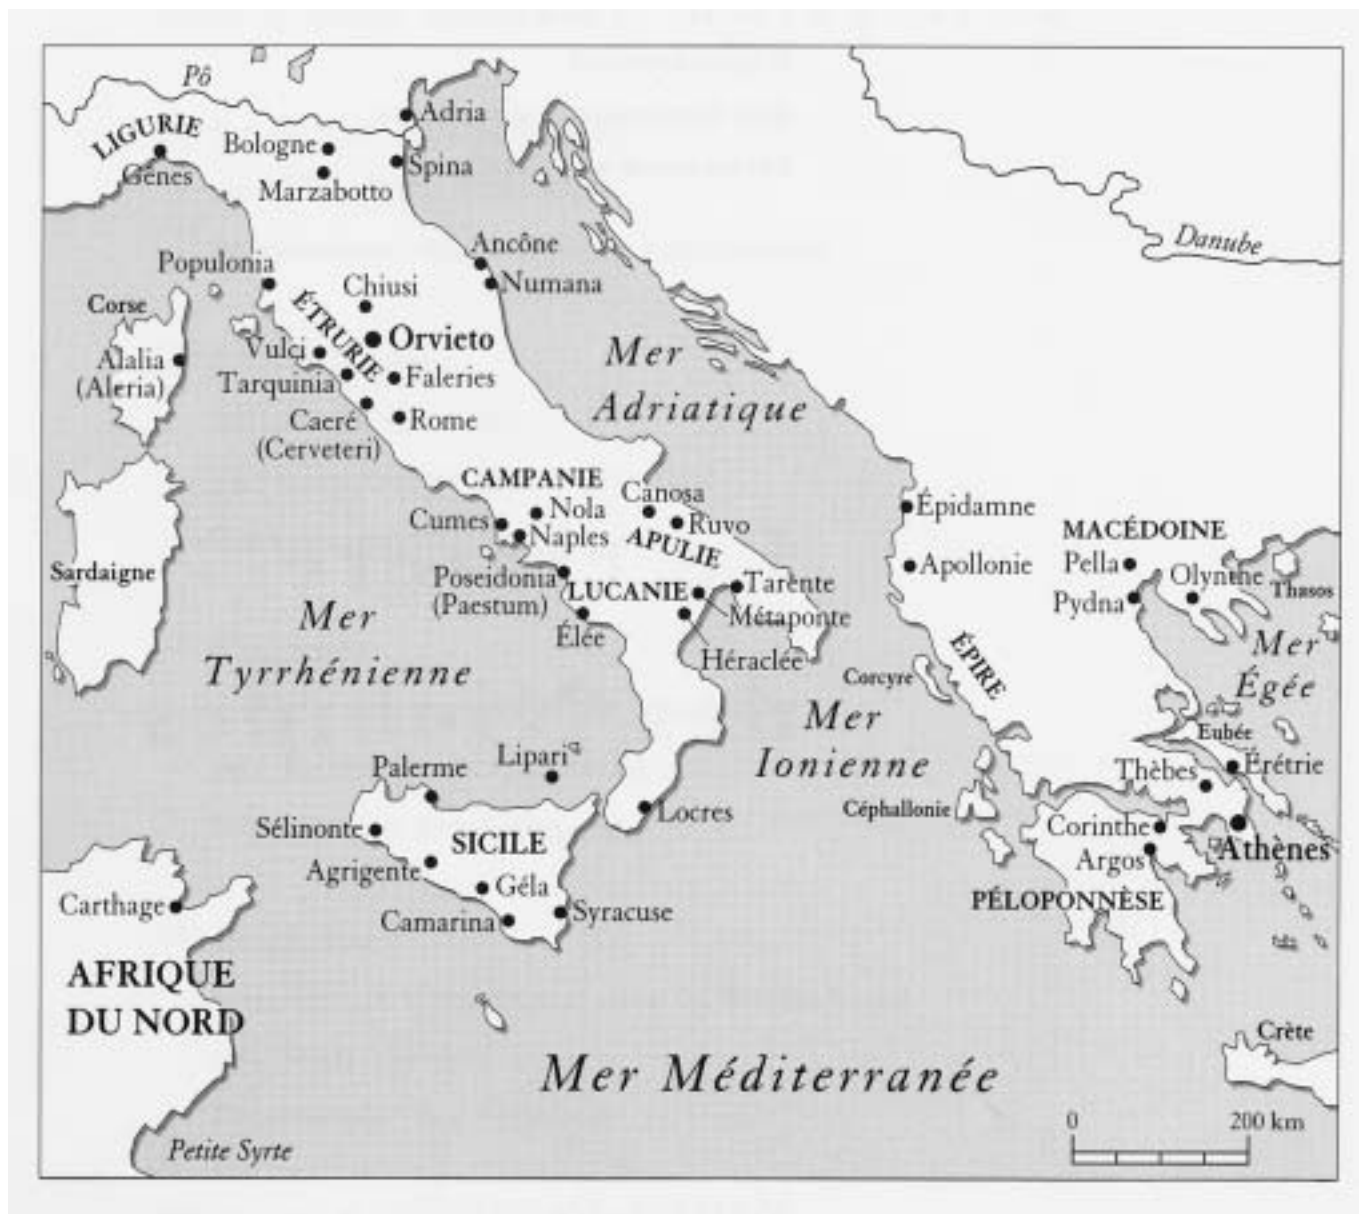 Pô
LIGURIE
Gênes
Bologne
Marzabotto
Adria
Spina
Danube
Ancône
Numana
Populonia
Corse
Alalia
(Aleria)
Chiusi
ÉTRURIE
Orvieto
Vulci
Tarquinia
Faleries
Caeré
(Cerveteri)
Rome
Mer
Adriatique
CAMPANIE
Cumes
Nola
Naples
Canosa
Ruvo
APULIE
Épidamne
Apollonie
MACÉDOINE
Pella
Pydna
Olynthe
Thasos
Sardaigne
Poseidonia
(Paestum)
LUCANIE
Élée
Tarente
Métaponte
Héraclée
Mer
Tyrrhénienne
ÉPIRE
Corcyre
Mer
Ionienne
Mer
Égée
Eubée
Érétrie
Thèbes
Céphallonie
Corinthe
Argos
Athènes
PÉLOPONNÈSE
Lipari
Palerme
Locres
Sélinonte
SICILE
Agrigente
Géla
Camarina
Syracuse
Carthage
AFRIQUE
DU NORD
Petite Syrte
Mer Méditerranée
Crète
0 200 km